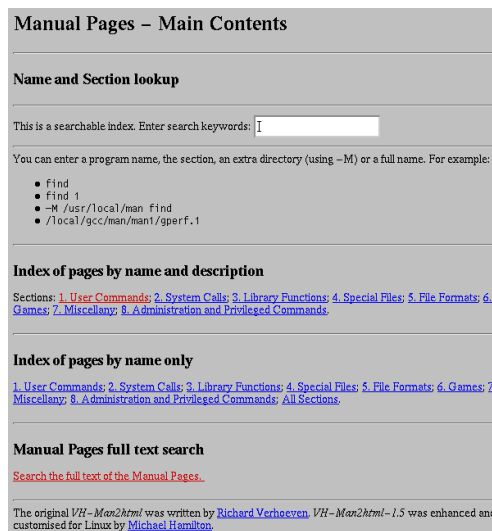 Manual Pages – Main Contents
Name and Section lookup
This is a searchable index. Enter search keywords:
You can enter a program name, the section, an extra directory (using –M) or a full name. For example:
find
find 1
–M /usr/local/man find
/local/gcc/man/man1/gperf.1
Index of pages by name and description
Sections: 1. User Commands; 2. System Calls; 3. Library Functions; 4. Special Files; 5. File Formats; 6.
Games; 7. Miscellany; 8. Administration and Privileged Commands.
Index of pages by name only
1. User Commands; 2. System Calls; 3. Library Functions; 4. Special Files; 5. File Formats; 6. Games; 7
Miscellany; 8. Administration and Privileged Commands; All Sections.
Manual Pages full text search
Search the full text of the Manual Pages.
The original VH–Man2html was written by Richard Verhoeven. VH–Man2html–1.5 was enhanced and
customised for Linux by Michael Hamilton.